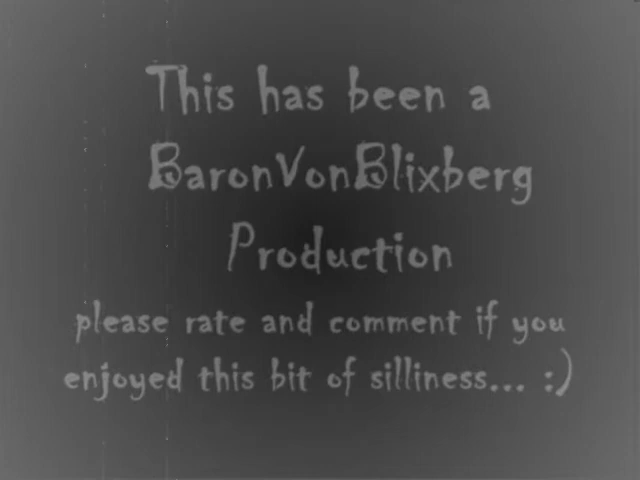 This has been a
BaronVonBlixberg
Production
please rate and comment if you
enjoyed this bit of silliness... :)